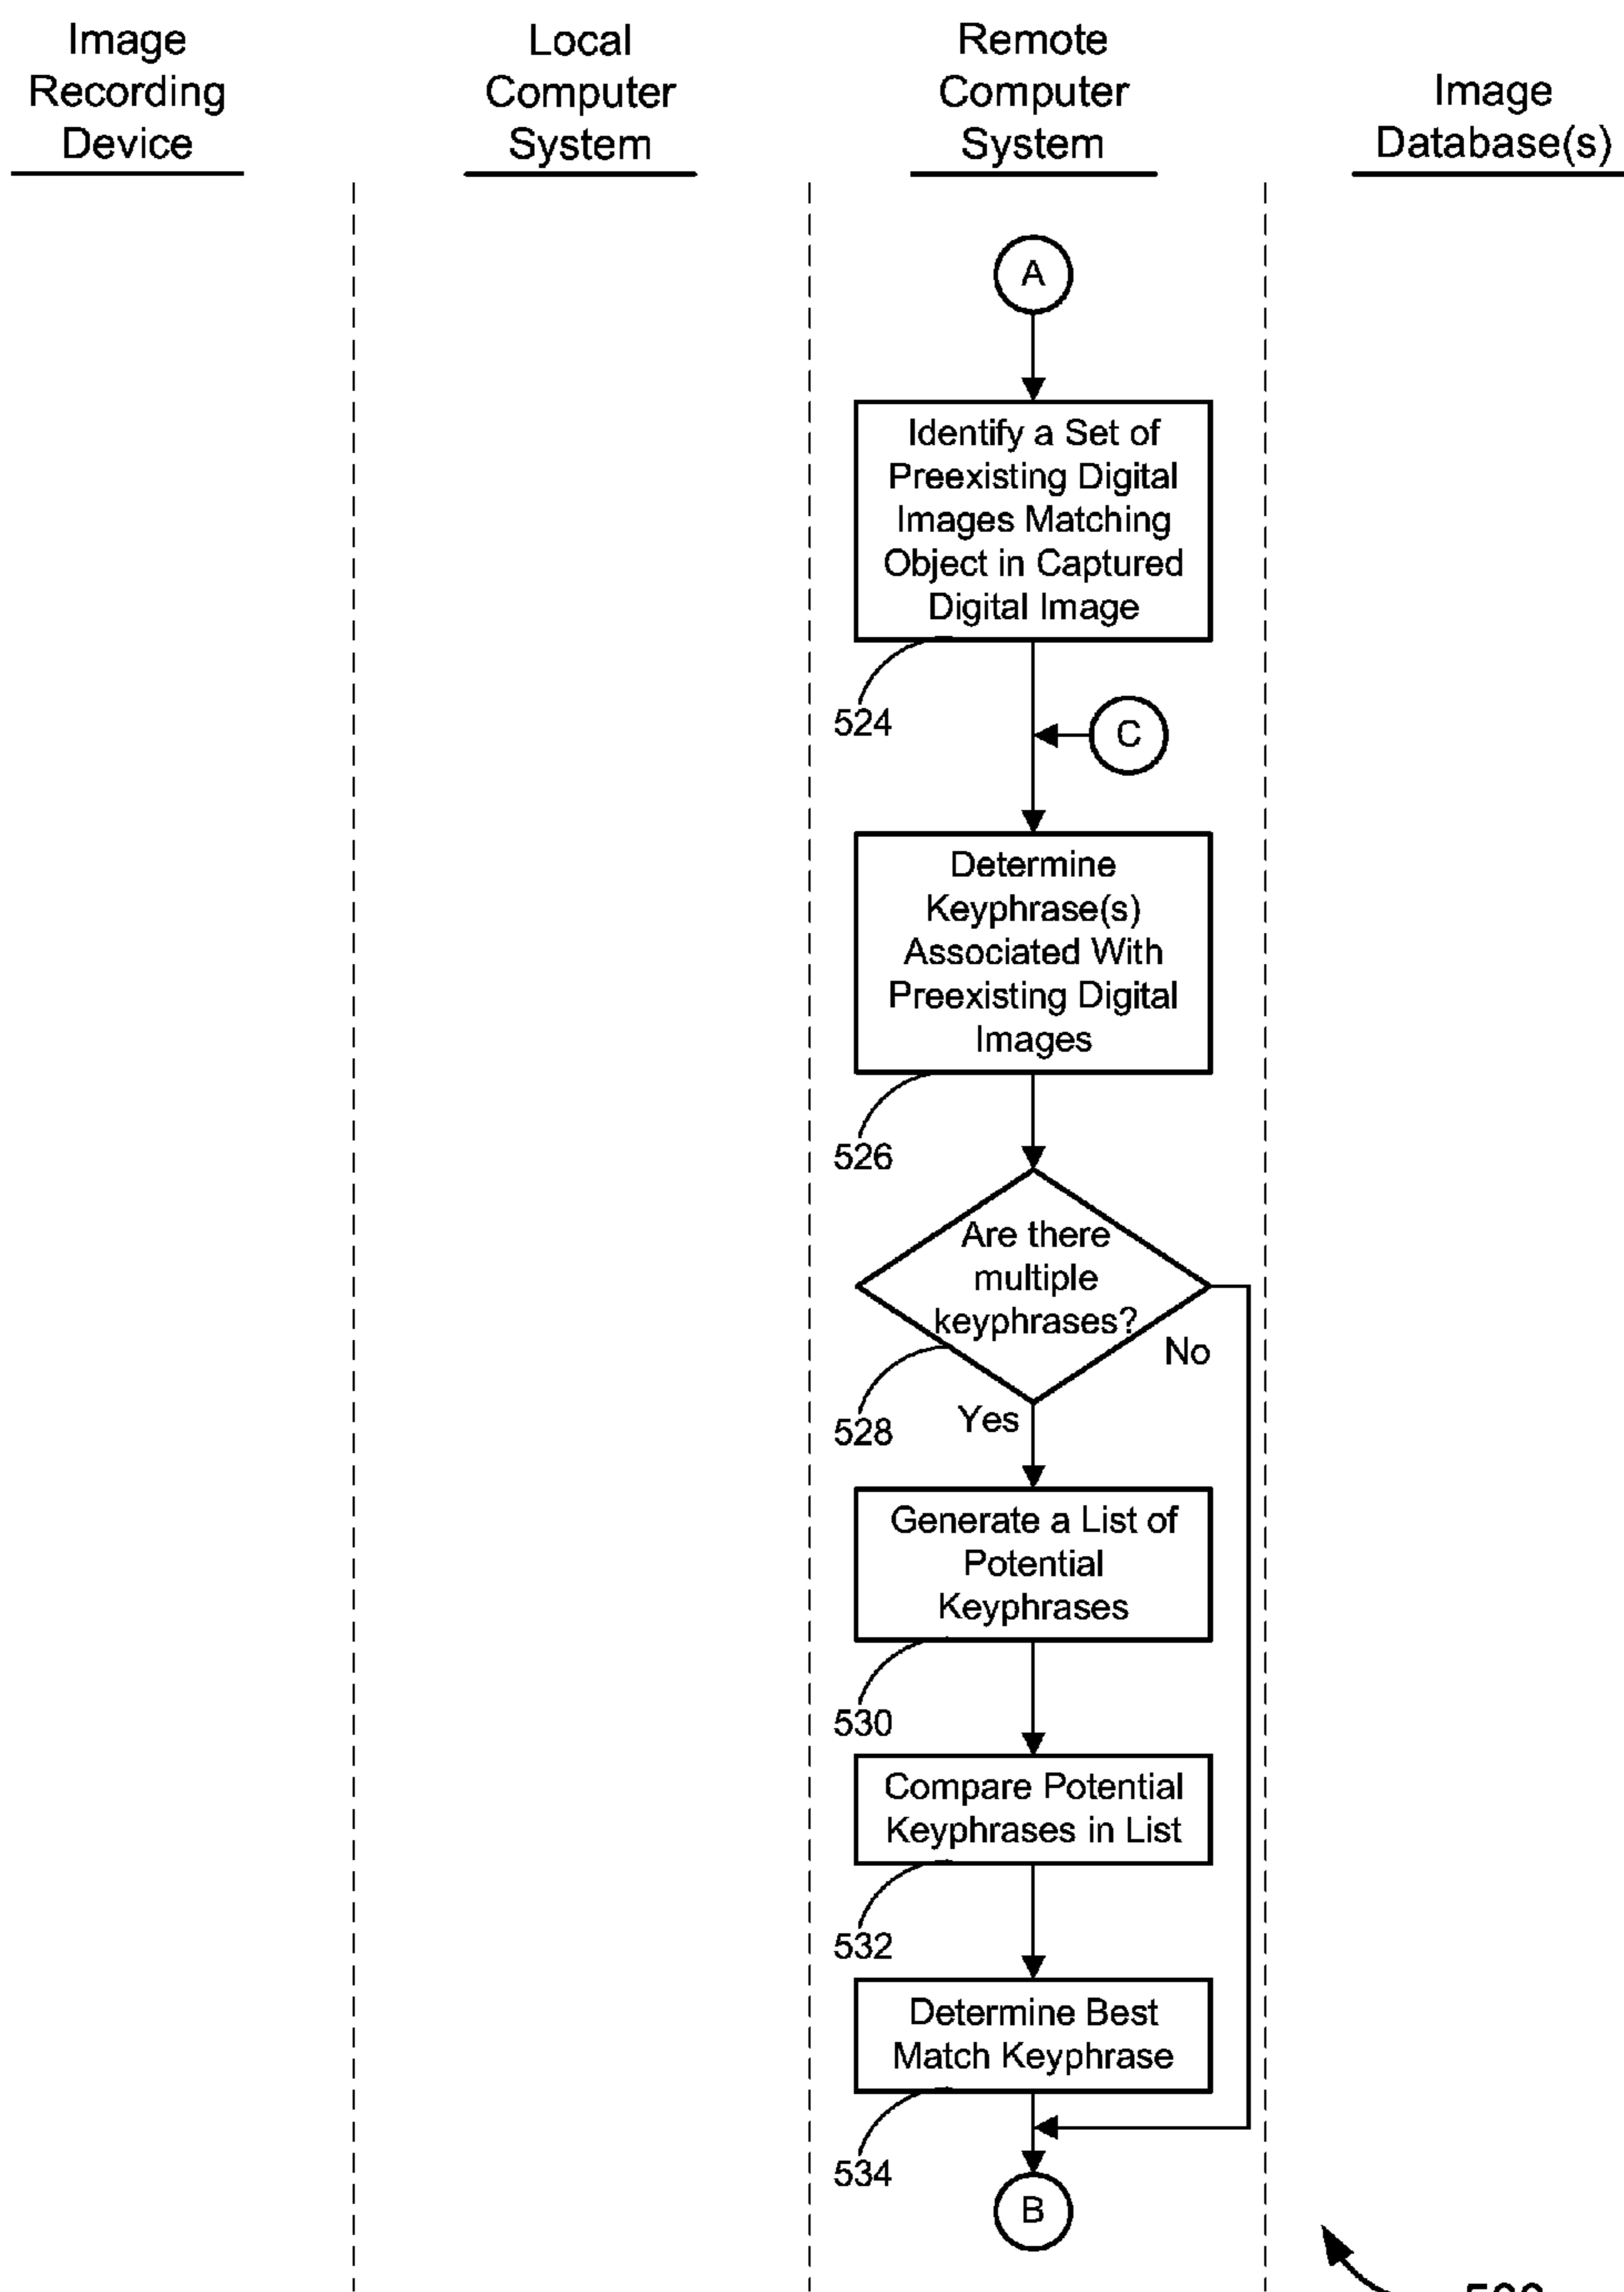 Image
Recording
Device
Local
Computer
System
Remote
Computer
System
Image
Database(s)
A
Identify a Set of
Preexisting Digital
Images Matching
Object in Captured
Digital Image
524
C
Determine
Keyphrase(s)
Associated With
Preexisting Digital
Images
526
Are there
multiple
keyphrases?
No
528
Yes
Generate a List of
Potential
Keyphrases
530
Compare Potential
Keyphrases in List
532
Determine Best
Match Keyphrase
534
B